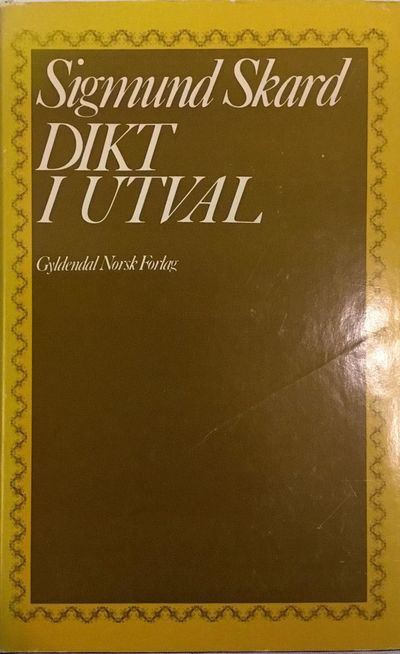 Sigmund Skard
DIKT
I UTVAL
Gyldendal Norsk Forlag